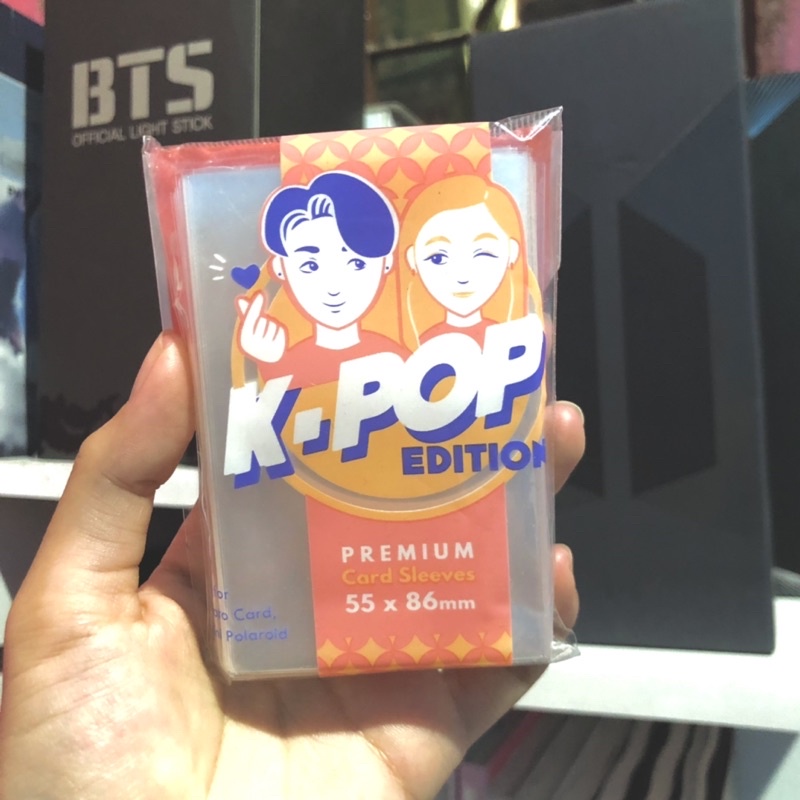 BTS
OFFICIAL LIGHT STICK
K-POP
EDITION
PREMIUM
Card Sleeves
55 x 86mm
Card,
Polaroid